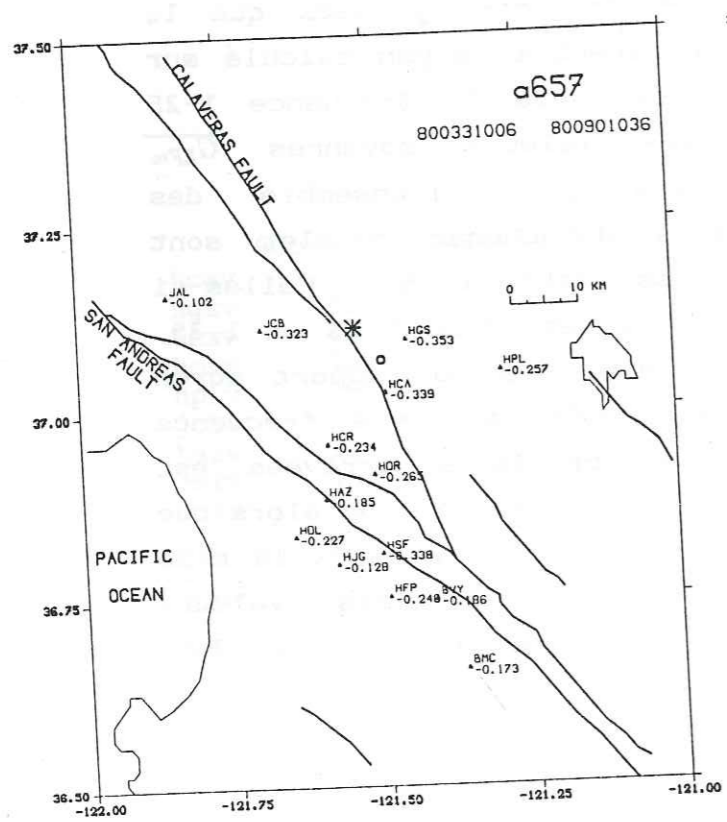 37.50
a657
800331006 800901036
CALAVERAS FAULT
37.25
0 10 KM
JAL
-0.102
JCB
-0.323
HGS
-0.353
HPL
-0.257
SAN ANDREAS
FAULT
HCA
-0.339
37.00
HCR
-0.234
HOR
-0.265
HAZ
-0.185
HDL
-0.227
HSF
-0.338
HJG
-0.128
PACIFIC
OCEAN
HFP
-0.248
BVY
-0.186
36.75
BMC
-0.173
36.50
-122.00
-121.75
-121.50
-121.25
-121.00